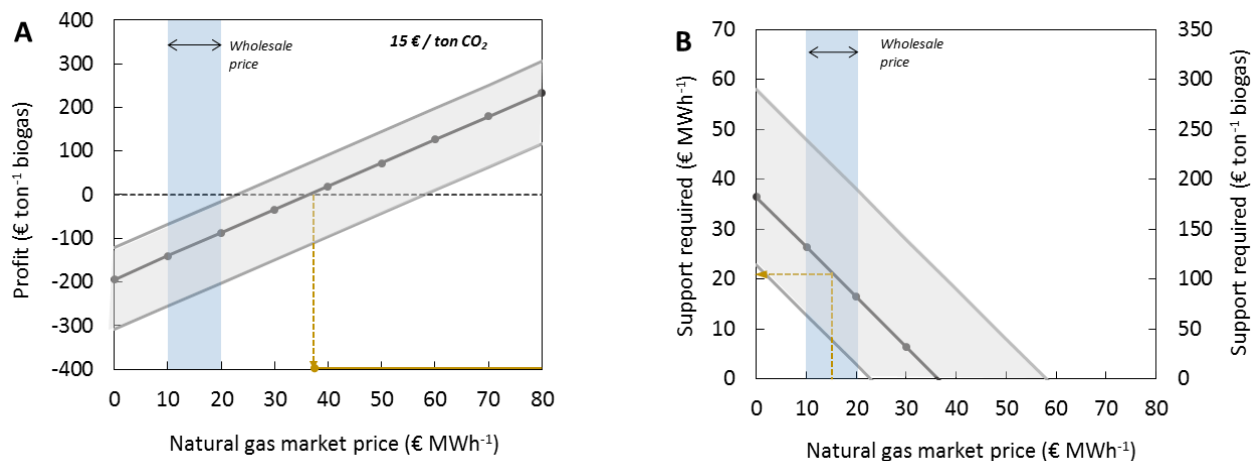 A
15 € / ton CO₂
Wholesale
price
Profit (€ ton⁻¹ biogas)
400
300
200
100
0
-100
-200
-300
-400
0 10 20 30 40 50 60 70 80
Natural gas market price (€ MWh⁻¹)
B
Wholesale
price
Support required (€ MWh⁻¹)
70
60
50
40
30
20
10
0
Support required (€ ton⁻¹ biogas)
350
300
250
200
150
100
50
0
0 10 20 30 40 50 60 70 80
Natural gas market price (€ MWh⁻¹)